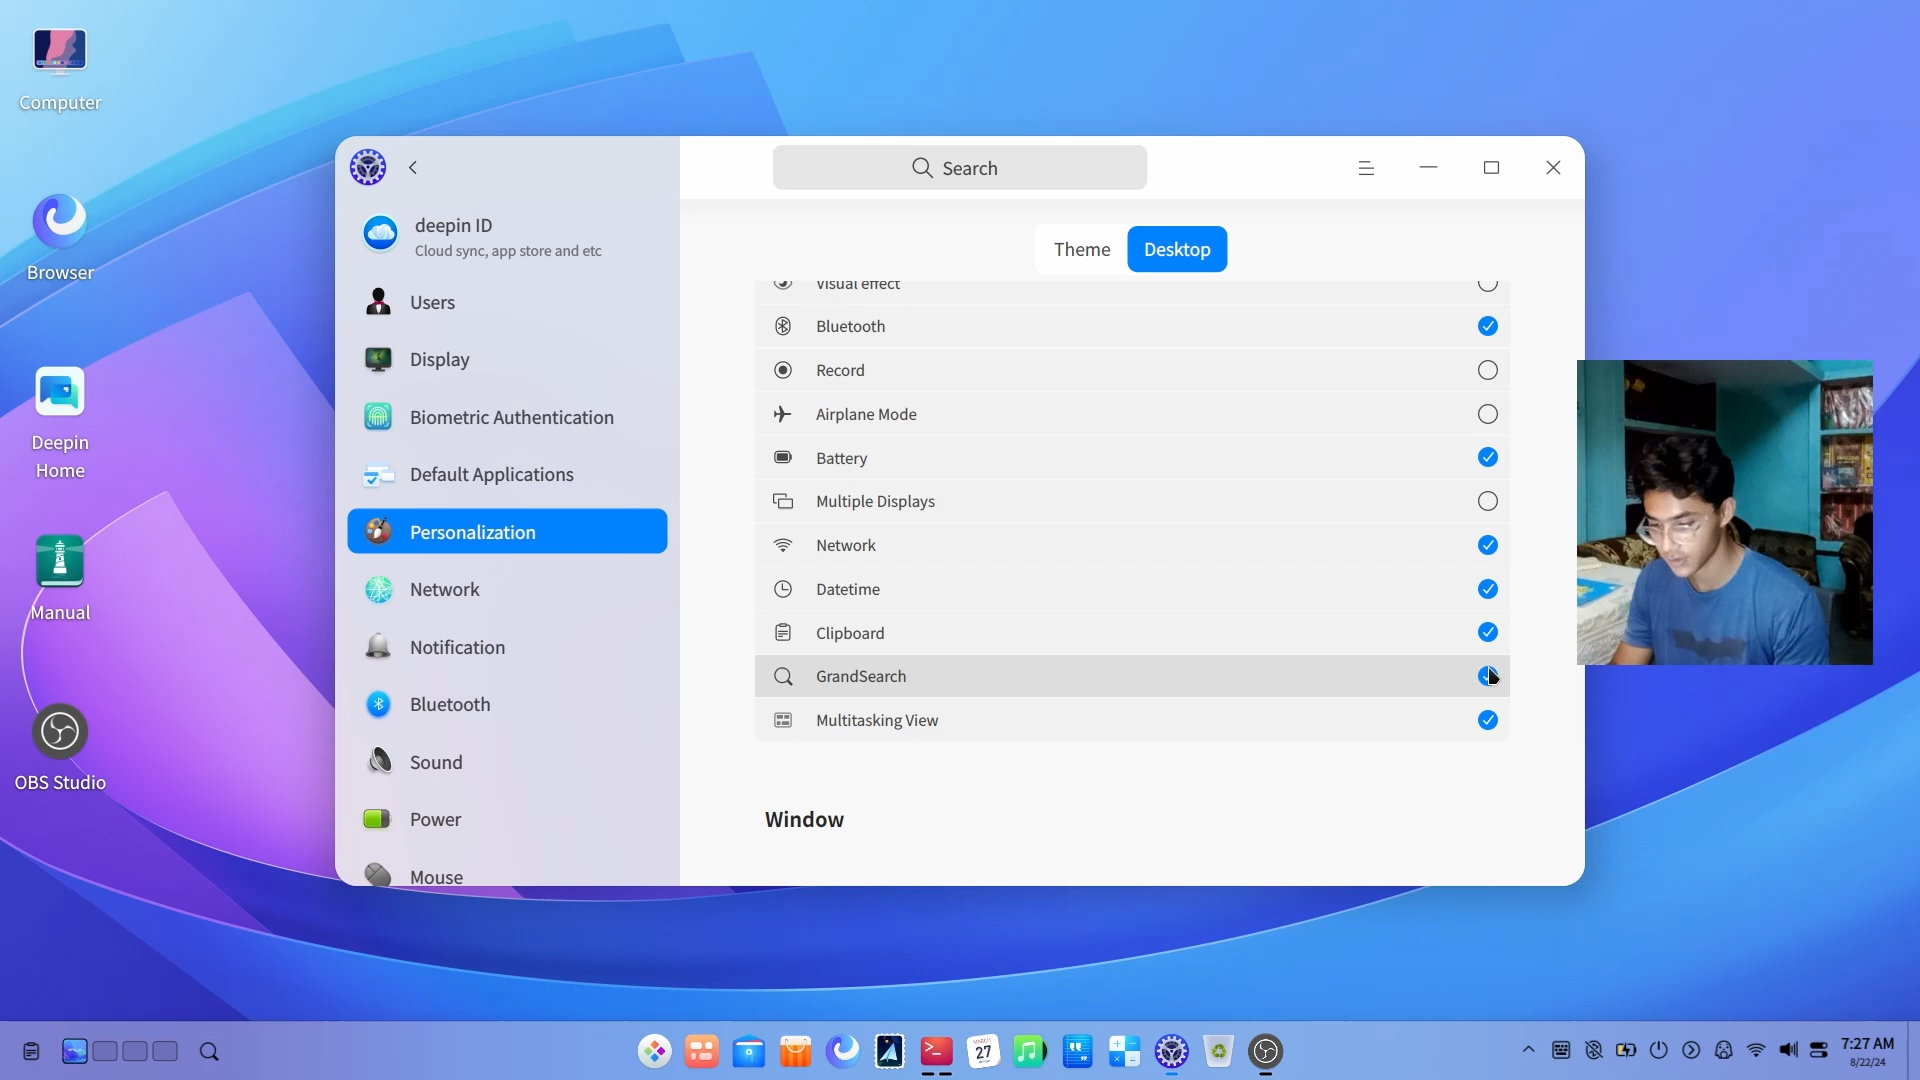 Computer
Browser
Deepin
Home
Manual
OBS Studio
deepin ID
Cloud sync, app store and etc
Users
Display
Biometric Authentication
Default Applications
Personalization
Network
Notification
Bluetooth
Sound
Power
Mouse
Search
Theme
Desktop
Visual effect
Bluetooth
Record
Airplane Mode
Battery
Multiple Displays
Network
Datetime
Clipboard
GrandSearch
Multitasking View
Window
27
7:27 AM
8/22/24